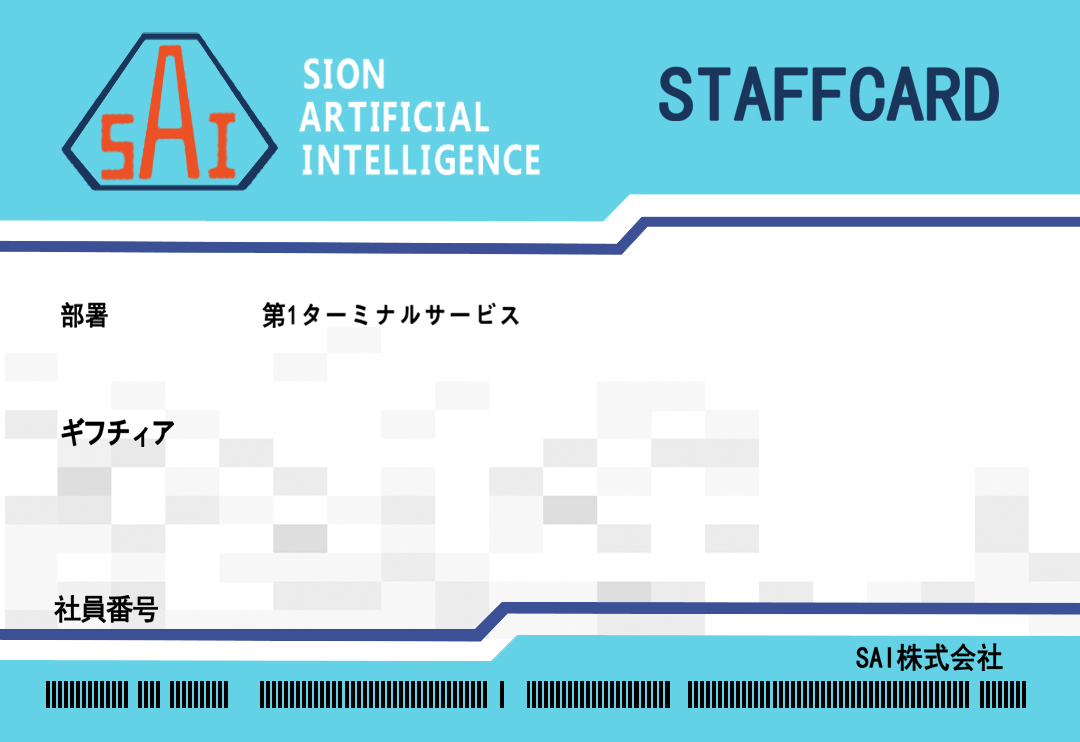 SAI
SION
ARTIFICIAL
INTELLIGENCE
STAFFCARD
部署 第1ターミナルサービス
ギフティア
社員番号
SAI株式会社